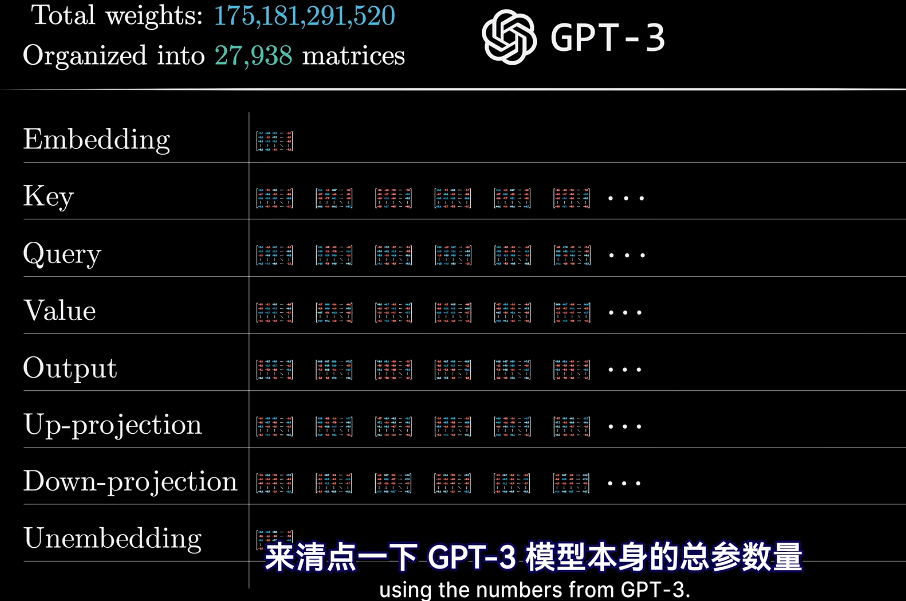 Total weights: 175,181,291,520
Organized into 27,938 matrices
GPT-3
Embedding
Key
Query
Value
Output
Up-projection
Down-projection
Unembedding
来清点一下 GPT-3 模型本身的总参数量
using the numbers from GPT-3.